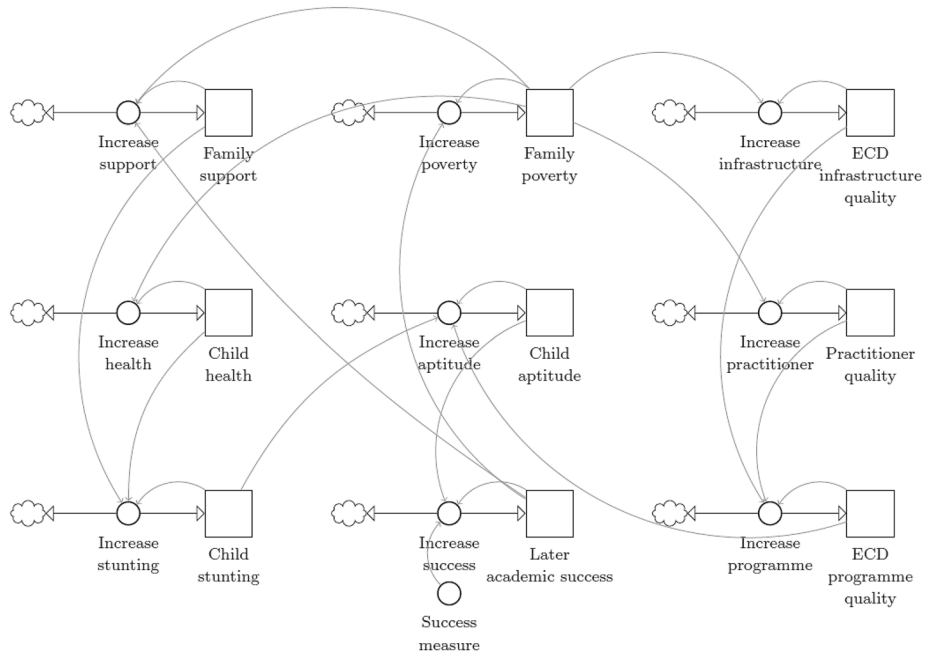 Increase
support
Family
support
Increase
poverty
Family
poverty
Increase
infrastructure
ECD
infrastructure
quality
Increase
health
Child
health
Increase
aptitude
Child
aptitude
Increase
practitioner
Practitioner
quality
Increase
stunting
Child
stunting
Increase
success
Later
academic success
Increase
programme
ECD
programme
quality
Success
measure